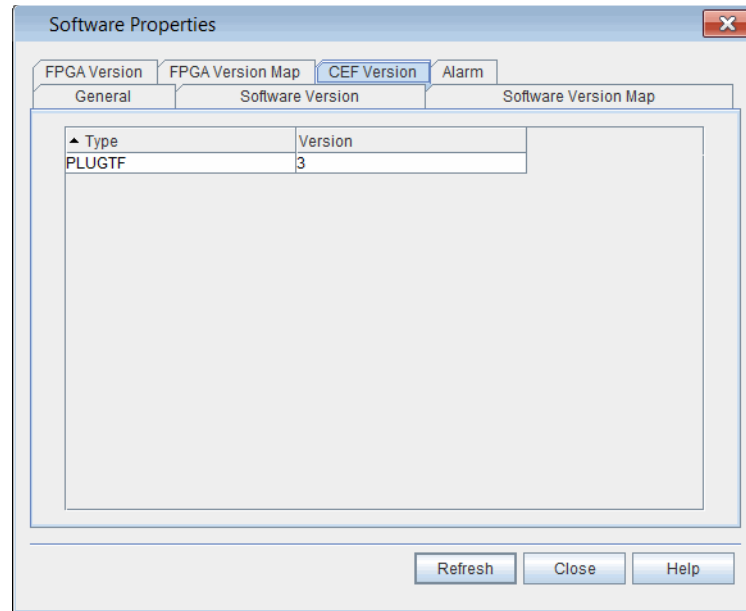 Software Properties
FPGA Version FPGA Version Map CEF Version Alarm
General Software Version Software Version Map
Type Version
PLUGTF 3
Refresh Close Help